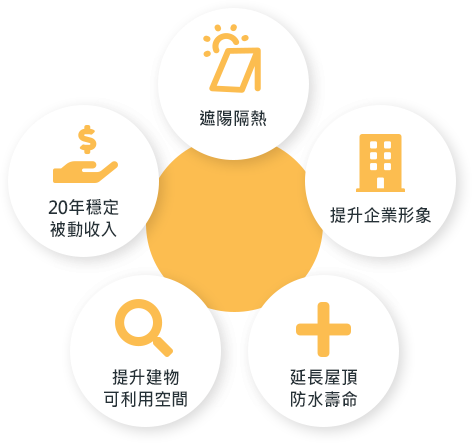 遮陽隔熱
20年穩定
被動收入
提升企業形象
提升建物
可利用空間
延長屋頂
防水壽命